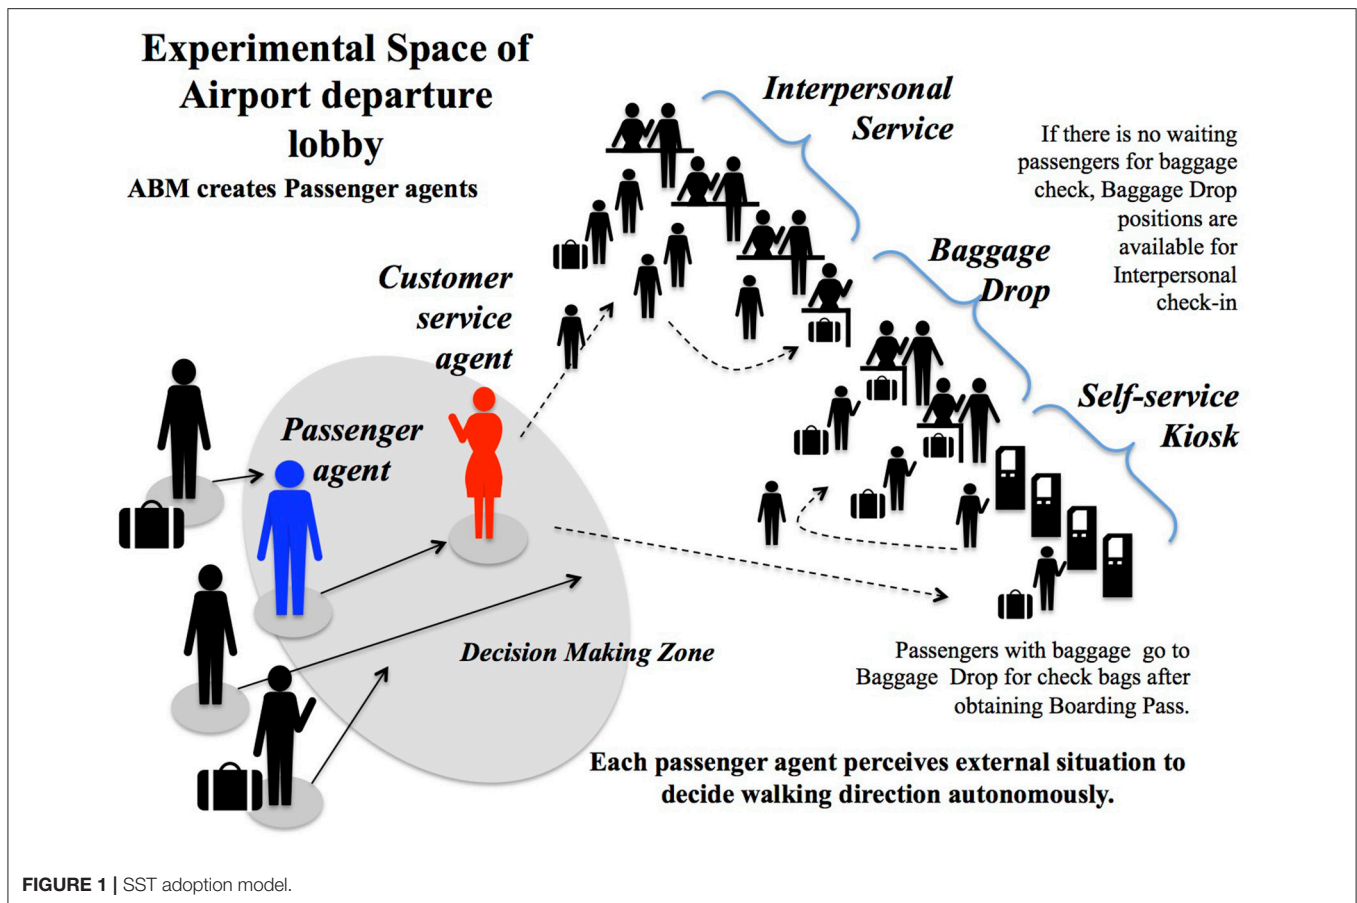 Experimental Space of
Airport departure
lobby
ABM creates Passenger agents
Interpersonal
Service
If there is no waiting
passengers for baggage
check, Baggage Drop
positions are
available for
Interpersonal
check-in
Baggage
Drop
Customer
service
agent
Self-service
Kiosk
Passenger
agent
Decision Making Zone
Passengers with baggage go to
Baggage Drop for check bags after
obtaining Boarding Pass.
Each passenger agent perceives external situation to
decide walking direction autonomously.
FIGURE 1 | SST adoption model.